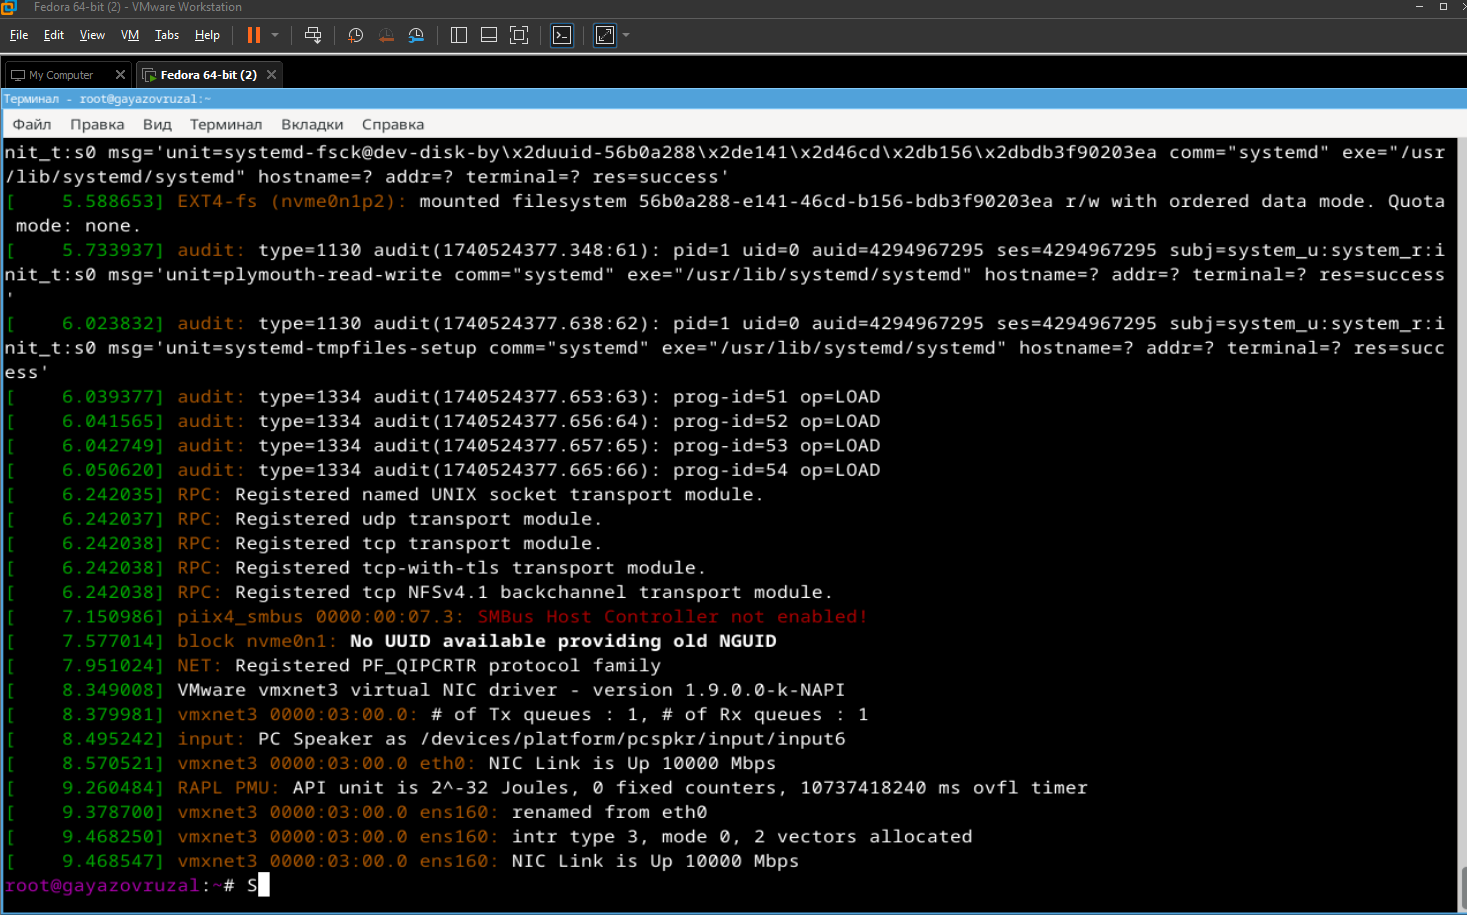 Fedora 64-bit (2) - VMware Workstation
File Edit View VM Tabs Help
My Computer Fedora 64-bit (2)
Терминал - root@gayazovruzal:~
Файл Правка Вид Терминал Вкладки Справка
nit_t:s0 msg='unit=systemd-fsck@dev-disk-by\x2duuid-56b0a288\x2de141\x2d46cd\x2db156\x2dbdb3f90203ea comm="systemd" exe="/usr
/lib/systemd/systemd" hostname=? addr=? terminal=? res=success'
[    5.588653] EXT4-fs (nvme0n1p2): mounted filesystem 56b0a288-e141-46cd-b156-bdb3f90203ea r/w with ordered data mode. Quota
 mode: none.
[    5.733937] audit: type=1130 audit(1740524377.348:61): pid=1 uid=0 auid=4294967295 ses=4294967295 subj=system_u:system_r:i
nit_t:s0 msg='unit=plymouth-read-write comm="systemd" exe="/usr/lib/systemd/systemd" hostname=? addr=? terminal=? res=success
'
[    6.023832] audit: type=1130 audit(1740524377.638:62): pid=1 uid=0 auid=4294967295 ses=4294967295 subj=system_u:system_r:i
nit_t:s0 msg='unit=systemd-tmpfiles-setup comm="systemd" exe="/usr/lib/systemd/systemd" hostname=? addr=? terminal=? res=succ
ess'
[    6.039377] audit: type=1334 audit(1740524377.653:63): prog-id=51 op=LOAD
[    6.041565] audit: type=1334 audit(1740524377.656:64): prog-id=52 op=LOAD
[    6.042749] audit: type=1334 audit(1740524377.657:65): prog-id=53 op=LOAD
[    6.050620] audit: type=1334 audit(1740524377.665:66): prog-id=54 op=LOAD
[    6.242035] RPC: Registered named UNIX socket transport module.
[    6.242037] RPC: Registered udp transport module.
[    6.242038] RPC: Registered tcp transport module.
[    6.242038] RPC: Registered tcp-with-tls transport module.
[    6.242038] RPC: Registered tcp NFSv4.1 backchannel transport module.
[    7.150986] piix4_smbus 0000:00:07.3: SMBus Host Controller not enabled!
[    7.577014] block nvme0n1: No UUID available providing old NGUID
[    7.951024] NET: Registered PF_QIPCRTR protocol family
[    8.349008] VMware vmxnet3 virtual NIC driver - version 1.9.0.0-k-NAPI
[    8.379981] vmxnet3 0000:03:00.0: # of Tx queues : 1, # of Rx queues : 1
[    8.495242] input: PC Speaker as /devices/platform/pcspkr/input/input6
[    8.570521] vmxnet3 0000:03:00.0 eth0: NIC Link is Up 10000 Mbps
[    9.260484] RAPL PMU: API unit is 2^-32 Joules, 0 fixed counters, 10737418240 ms ovfl timer
[    9.378700] vmxnet3 0000:03:00.0 ens160: renamed from eth0
[    9.468250] vmxnet3 0000:03:00.0 ens160: intr type 3, mode 0, 2 vectors allocated
[    9.468547] vmxnet3 0000:03:00.0 ens160: NIC Link is Up 10000 Mbps
root@gayazovruzal:~# S